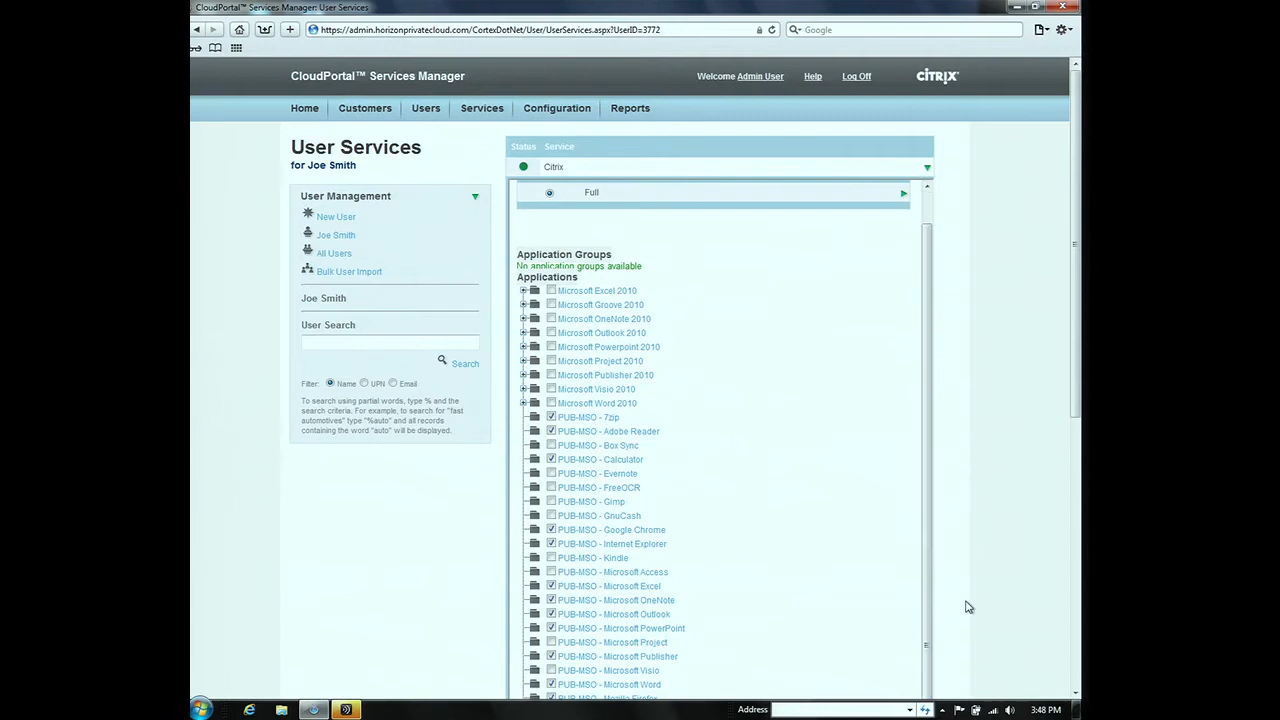 CloudPortal™ Services Manager: User Services
https://admin.horizonprivatecloud.com/CortexDotNet/User/UserServices.aspx?UserID=3772
Google
CloudPortal™ Services Manager
Welcome Admin User
Help
Log Off
CITRIX
Home
Customers
Users
Services
Configuration
Reports
User Services
for Joe Smith
User Management
New User
Joe Smith
All Users
Bulk User Import
Joe Smith
User Search
Search
Filter: Name UPN Email
To search using partial words, type % and the
search criteria. For example, to search for "fast
automotives" type "%auto" and all records
containing the word "auto" will be displayed.
Status Service
Citrix
Full
Application Groups
No application groups available
Applications
Microsoft Excel 2010
Microsoft Groove 2010
Microsoft OneNote 2010
Microsoft Outlook 2010
Microsoft Powerpoint 2010
Microsoft Project 2010
Microsoft Publisher 2010
Microsoft Visio 2010
Microsoft Word 2010
PUB-MSO - 7zip
PUB-MSO - Adobe Reader
PUB-MSO - Box Sync
PUB-MSO - Calculator
PUB-MSO - Evernote
PUB-MSO - FreeOCR
PUB-MSO - Gimp
PUB-MSO - GnuCash
PUB-MSO - Google Chrome
PUB-MSO - Internet Explorer
PUB-MSO - Kindle
PUB-MSO - Microsoft Access
PUB-MSO - Microsoft Excel
PUB-MSO - Microsoft OneNote
PUB-MSO - Microsoft Outlook
PUB-MSO - Microsoft PowerPoint
PUB-MSO - Microsoft Project
PUB-MSO - Microsoft Publisher
PUB-MSO - Microsoft Visio
PUB-MSO - Microsoft Word
PUB-MSO - Mozilla Firefox
Address
3:48 PM